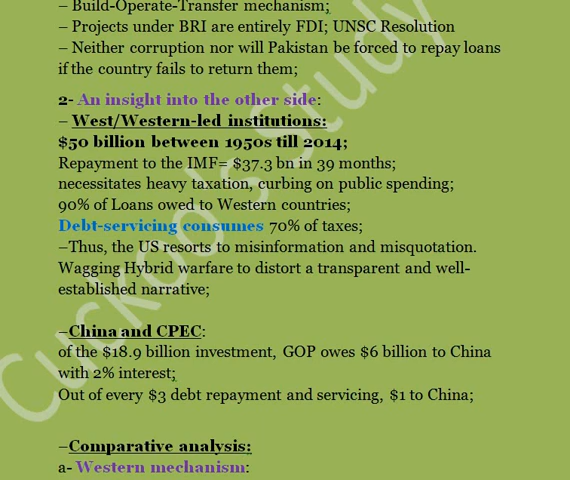 – Build-Operate-Transfer mechanism;
– Projects under BRI are entirely FDI; UNSC Resolution
– Neither corruption nor will Pakistan be forced to repay loans
if the country fails to return them;
2- An insight into the other side:
– West/Western-led institutions:
$50 billion between 1950s till 2014;
Repayment to the IMF= $37.3 bn in 39 months;
necessitates heavy taxation, curbing on public spending;
90% of Loans owed to Western countries;
Debt-servicing consumes 70% of taxes;
–Thus, the US resorts to misinformation and misquotation.
Wagging Hybrid warfare to distort a transparent and well-
established narrative;
–China and CPEC:
of the $18.9 billion investment, GOP owes $6 billion to China
with 2% interest;
Out of every $3 debt repayment and servicing, $1 to China;
–Comparative analysis:
a- Western mechanism:
Cuckoo's Study